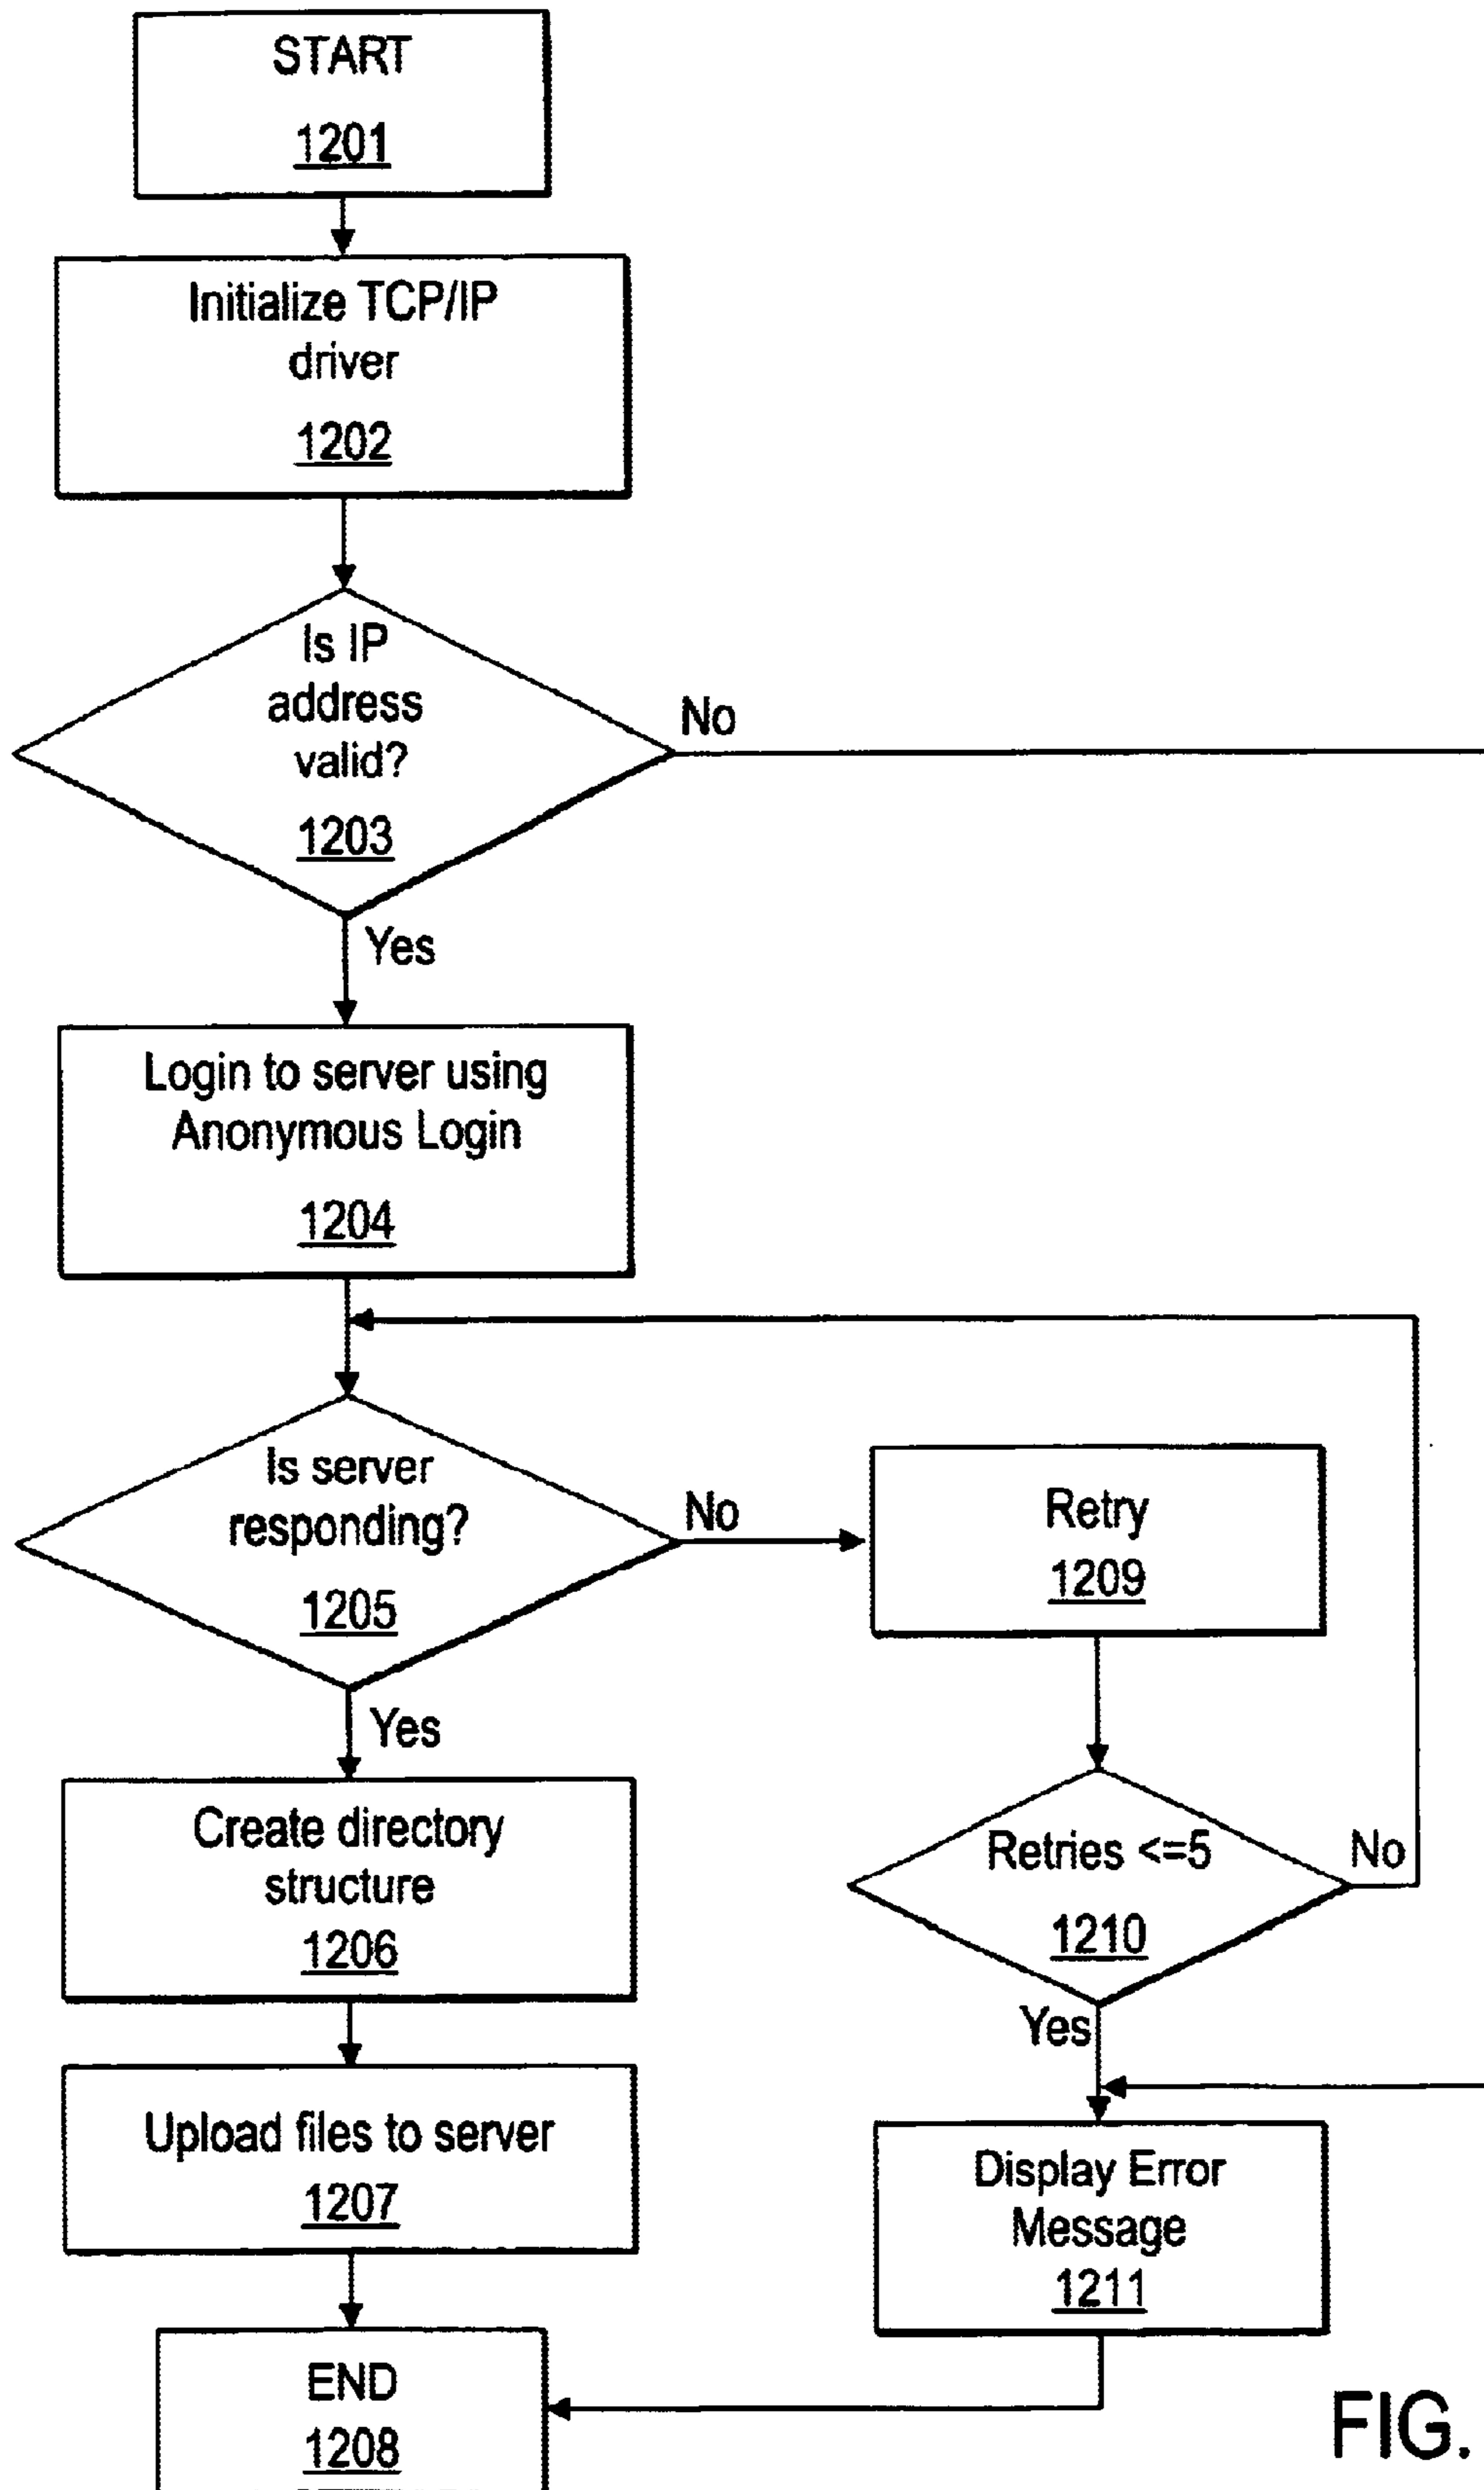 START
1201
Initialize TCP/IP
driver
1202
Is IP
address
valid?
1203
No
Yes
Login to server using
Anonymous Login
1204
Is server
responding?
1205
No
Retry
1209
Yes
Create directory
structure
1206
Retries <=5
1210
No
Yes
Upload files to server
1207
Display Error
Message
1211
END
1208
FIG.